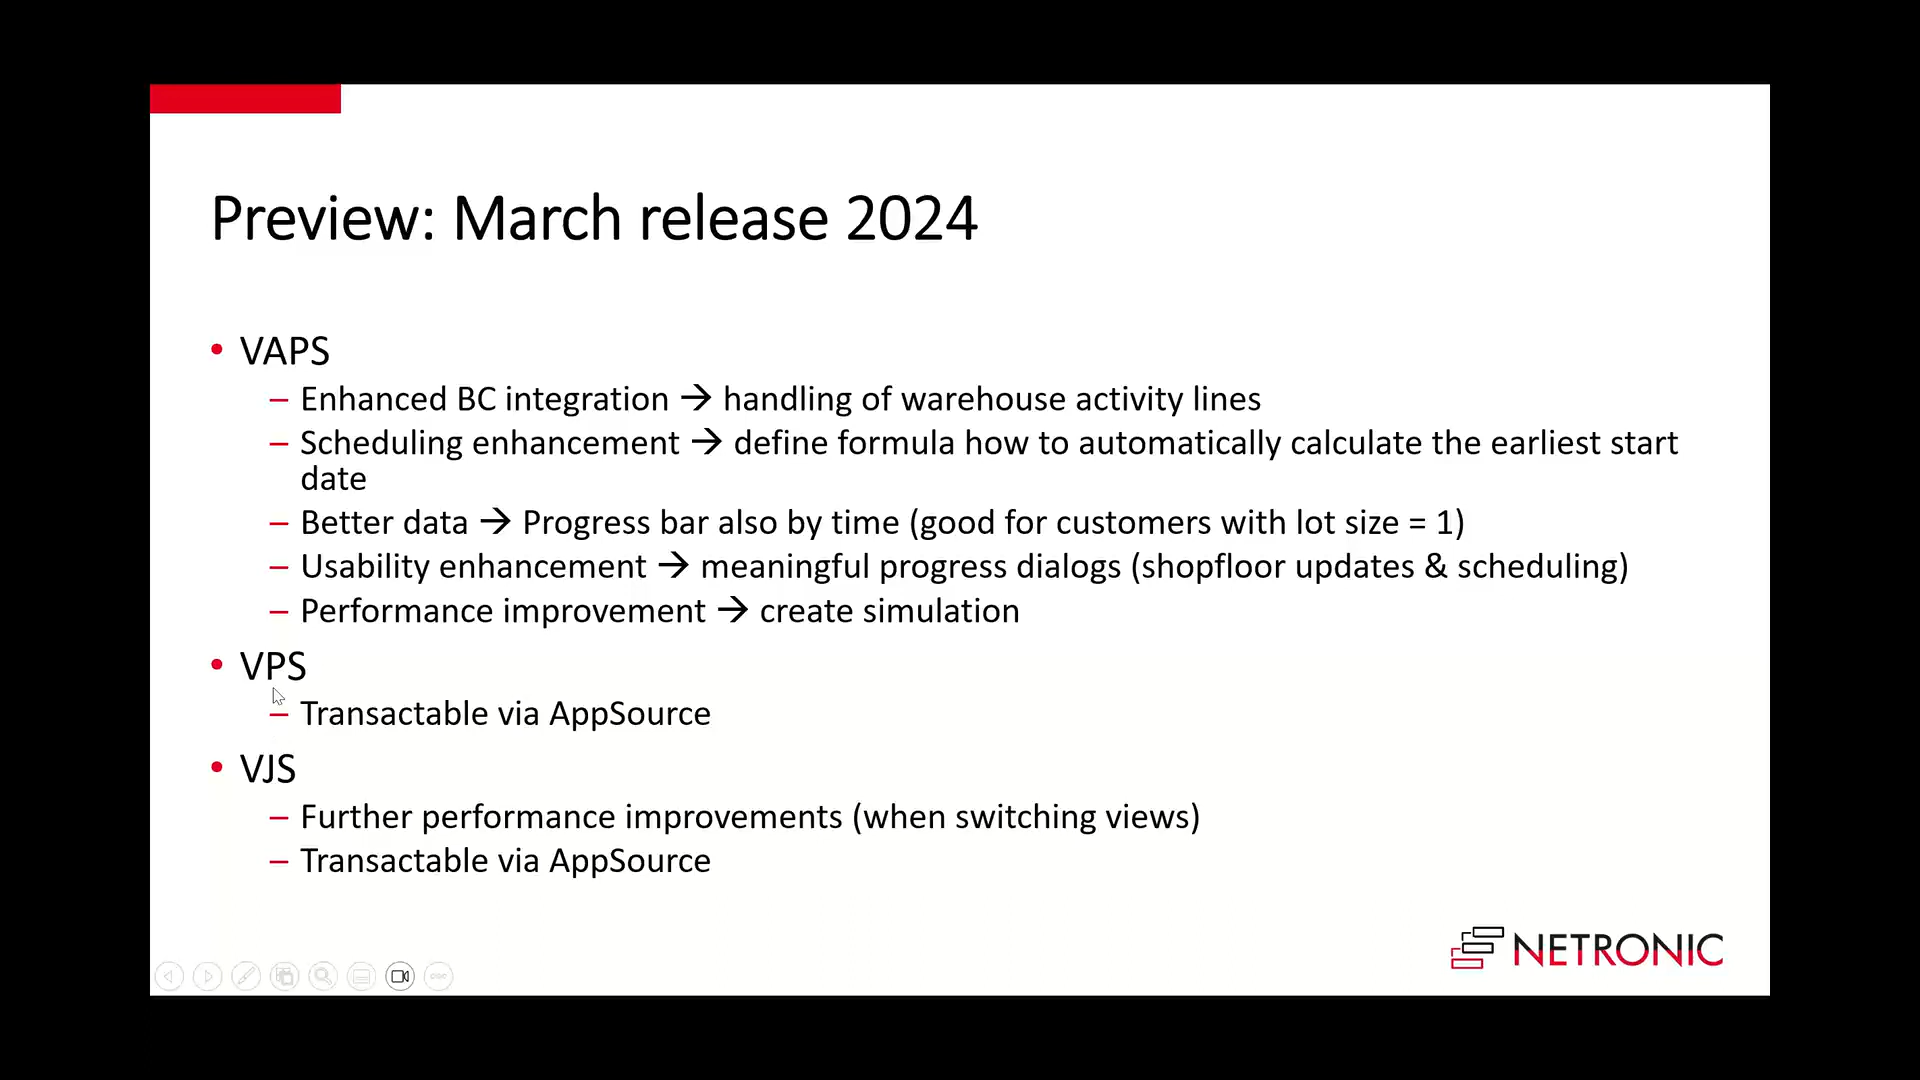 Preview: March release 2024
• VAPS
– Enhanced BC integration → handling of warehouse activity lines
– Scheduling enhancement → define formula how to automatically calculate the earliest start
date
– Better data → Progress bar also by time (good for customers with lot size = 1)
– Usability enhancement → meaningful progress dialogs (shopfloor updates & scheduling)
– Performance improvement → create simulation
• VPS
– Transactable via AppSource
• VJS
– Further performance improvements (when switching views)
– Transactable via AppSource
NETRONIC